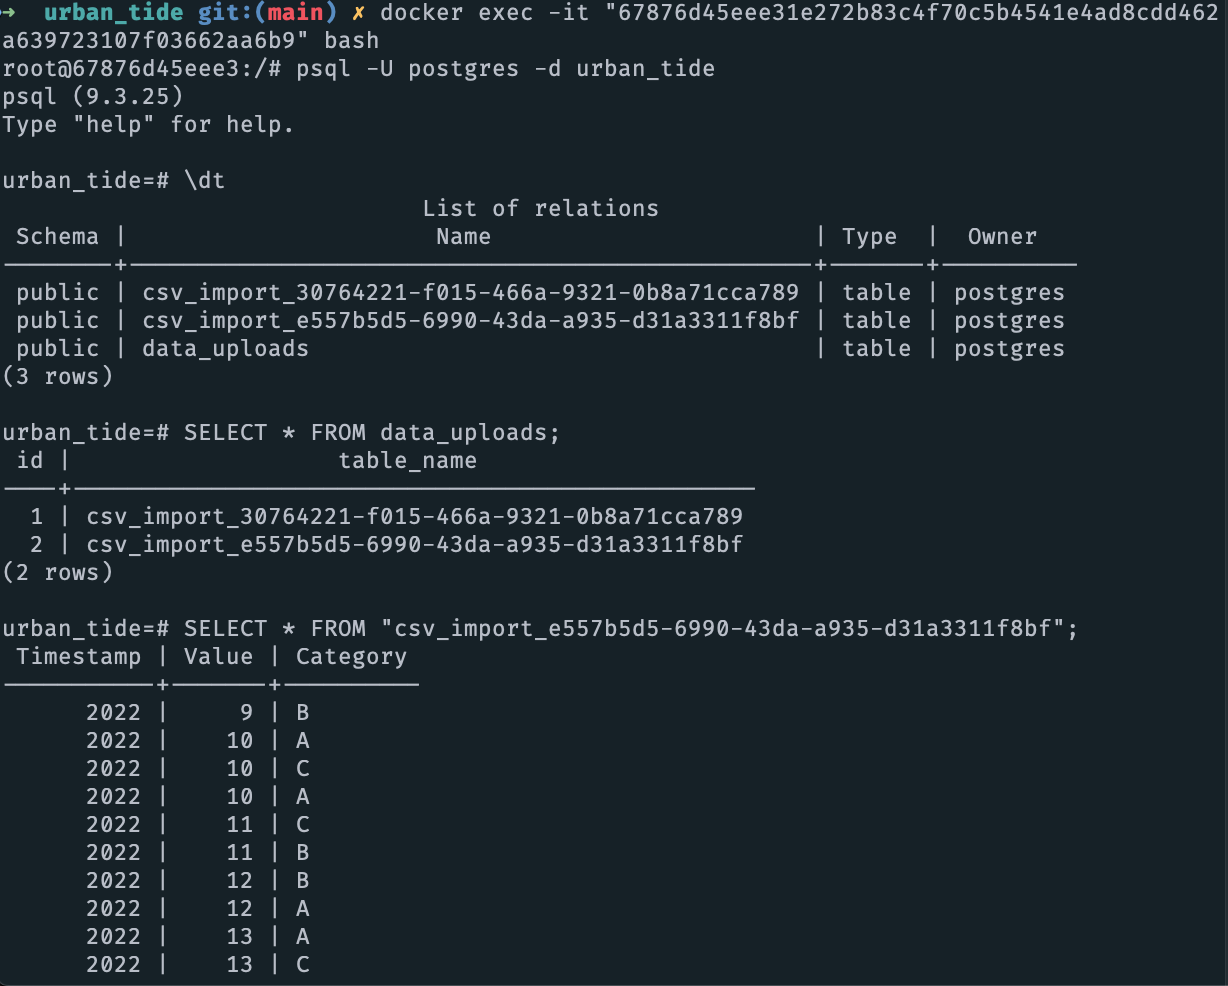 →  urban_tide git:(main) ✗ docker exec -it "67876d45eee31e272b83c4f70c5b4541e4ad8cdd462
a639723107f03662aa6b9" bash
root@67876d45eee3:/# psql -U postgres -d urban_tide
psql (9.3.25)
Type "help" for help.
urban_tide=# \dt
List of relations
Schema | Name | Type | Owner
--------+-------------------------------------------------+-------+----------
public | csv_import_30764221-f015-466a-9321-0b8a71cca789 | table | postgres
public | csv_import_e557b5d5-6990-43da-a935-d31a3311f8bf | table | postgres
public | data_uploads | table | postgres
(3 rows)
urban_tide=# SELECT * FROM data_uploads;
id | table_name
----+-------------------------------------------------
1 | csv_import_30764221-f015-466a-9321-0b8a71cca789
2 | csv_import_e557b5d5-6990-43da-a935-d31a3311f8bf
(2 rows)
urban_tide=# SELECT * FROM "csv_import_e557b5d5-6990-43da-a935-d31a3311f8bf";
Timestamp | Value | Category
-----------+-------+----------
2022 | 9 | B
2022 | 10 | A
2022 | 10 | C
2022 | 10 | A
2022 | 11 | C
2022 | 11 | B
2022 | 12 | B
2022 | 12 | A
2022 | 13 | A
2022 | 13 | C